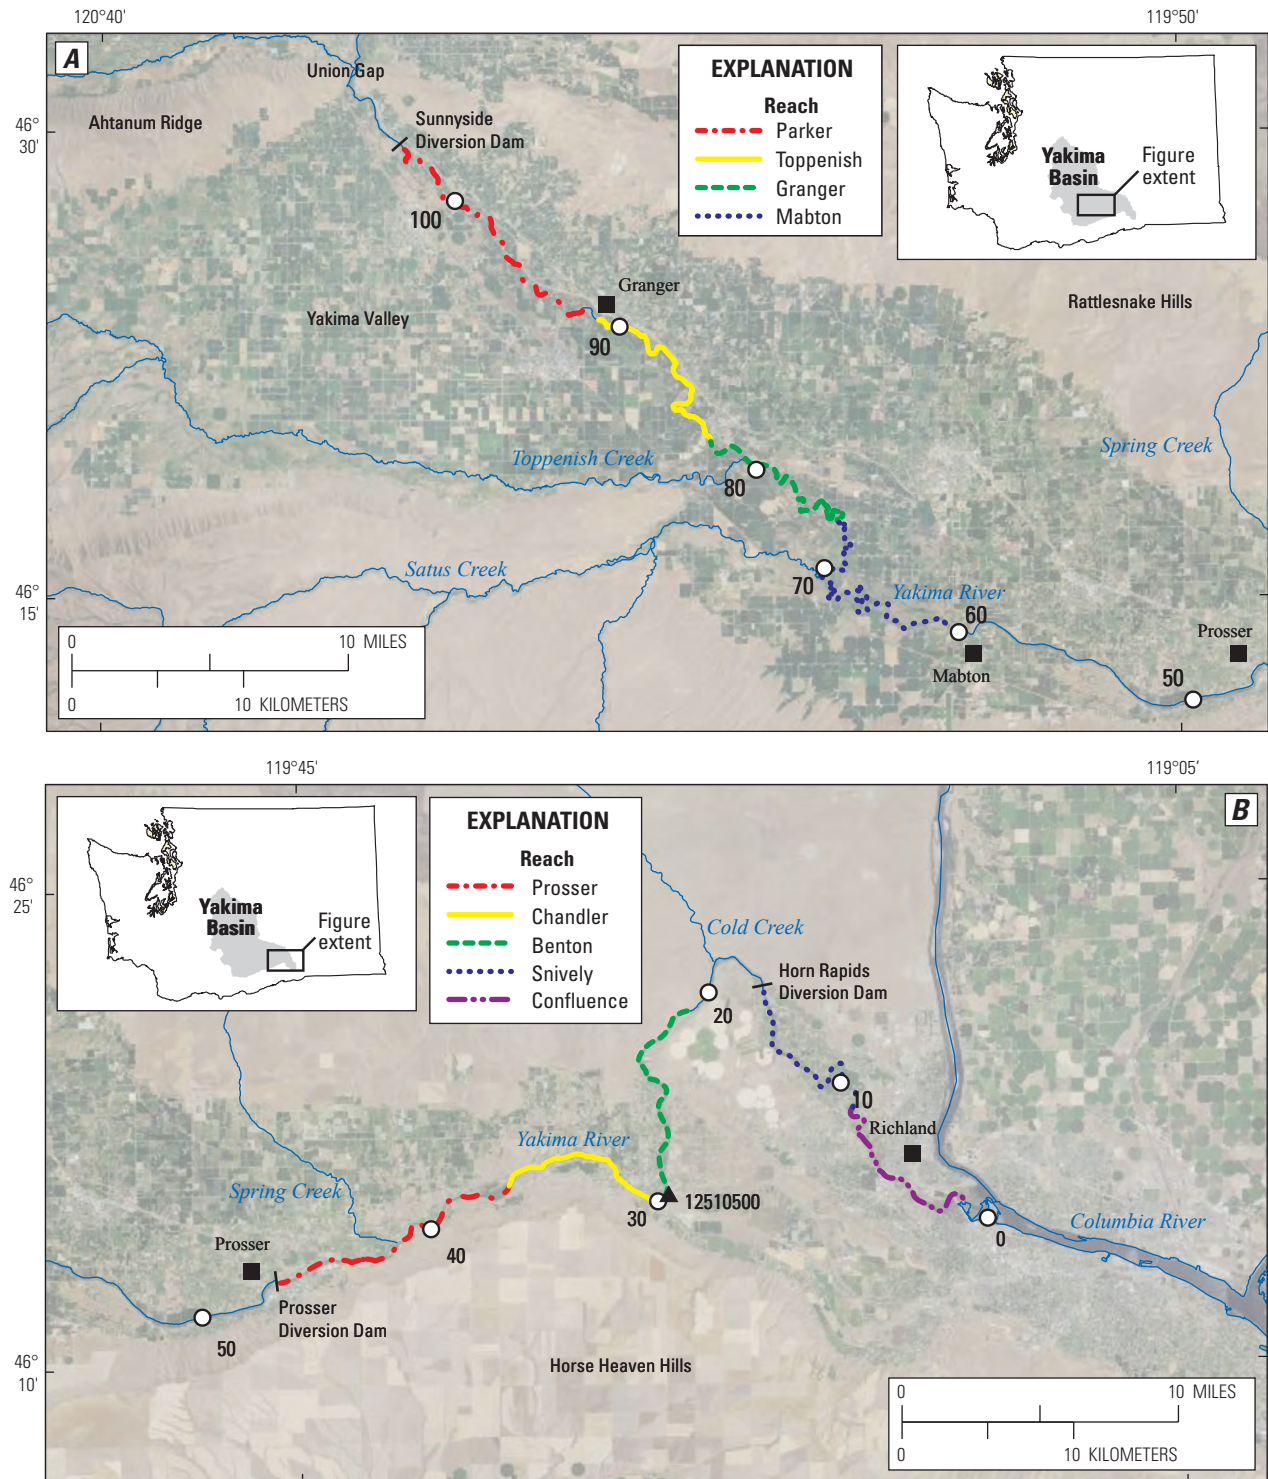 120°40'
119°50'
A
Union Gap
Ahtanum Ridge
46°
30'
Sunnyside
Diversion Dam
100
EXPLANATION
Reach
Parker
Toppenish
Granger
Mabton
Yakima
Basin
Figure
extent
Granger
Rattlesnake Hills
Yakima Valley
90
Toppenish Creek
Spring Creek
80
Satus Creek
70
Yakima River
46°
15'
60
Prosser
Mabton
50
0
10 MILES
0
10 KILOMETERS
119°45'
119°05'
B
EXPLANATION
Reach
Prosser
Chandler
Benton
Snively
Confluence
Yakima
Basin
Figure
extent
46°
25'
Cold Creek
Horn Rapids
Diversion Dam
20
10
Richland
Yakima River
Spring Creek
30
12510500
Columbia River
0
40
Prosser
Prosser
Diversion Dam
50
46°
10'
Horse Heaven Hills
0
10 MILES
0
10 KILOMETERS